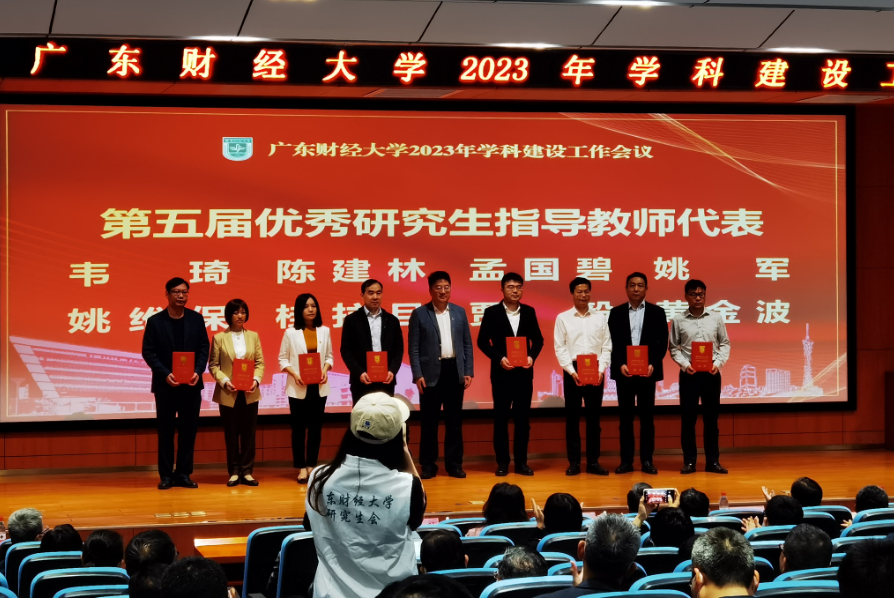 广东财经大学2023年学科建设
广东财经大学2023年学科建设工作会议
第五届优秀研究生指导教师代表
韦琦 陈建林 孟国碧 姚军
姚维保 黄金波
东财经大学
研究生会